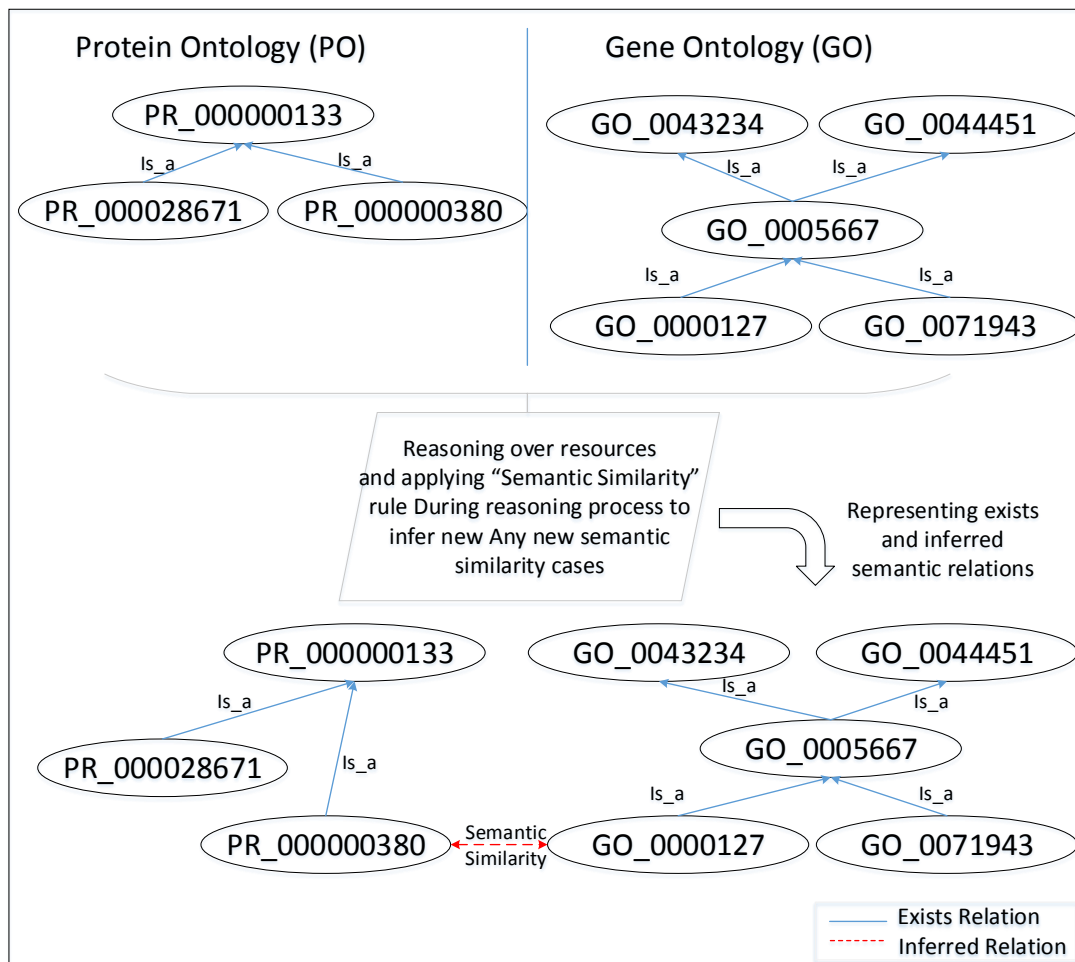 Protein Ontology (PO)
PR_000000133
Is_a
Is_a
PR_000028671
PR_000000380
Gene Ontology (GO)
GO_0043234
GO_0044451
Is_a
Is_a
GO_0005667
Is_a
Is_a
GO_0000127
GO_0071943
Reasoning over resources
and applying “Semantic Similarity”
rule During reasoning process to
infer new Any new semantic
similarity cases
Representing exists
and inferred
semantic relations
PR_000000133
Is_a
PR_000028671
Is_a
PR_000000380
Semantic
Similarity
GO_0043234
GO_0044451
Is_a
Is_a
GO_0005667
Is_a
Is_a
GO_0000127
GO_0071943
Exists Relation
Inferred Relation